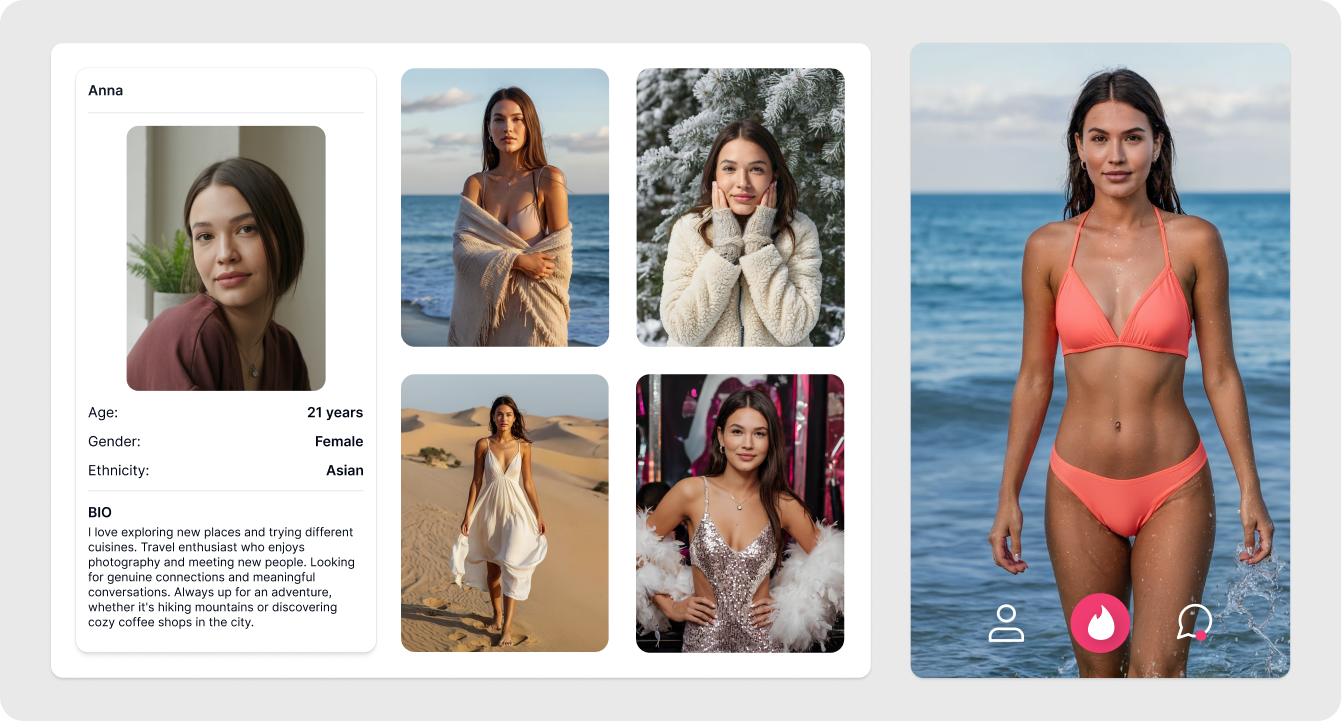 Anna
Age: 21 years
Gender: Female
Ethnicity: Asian
BIO
I love exploring new places and trying different
cuisines. Travel enthusiast who enjoys
photography and meeting new people. Looking
for genuine connections and meaningful
conversations. Always up for an adventure,
whether it's hiking mountains or discovering
cozy coffee shops in the city.